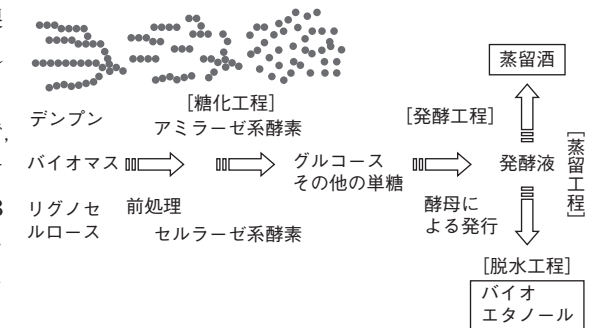 蒸留酒
[糖化工程]
デンプン
アミラーゼ系酵素
[発酵工程]
バイオマス
グルコース
その他の単糖
発酵液
[蒸留工程]
リグノセ
ルロース
前処理
セルラーゼ系酵素
酵母に
よる発行
[脱水工程]
バイオ
エタノール